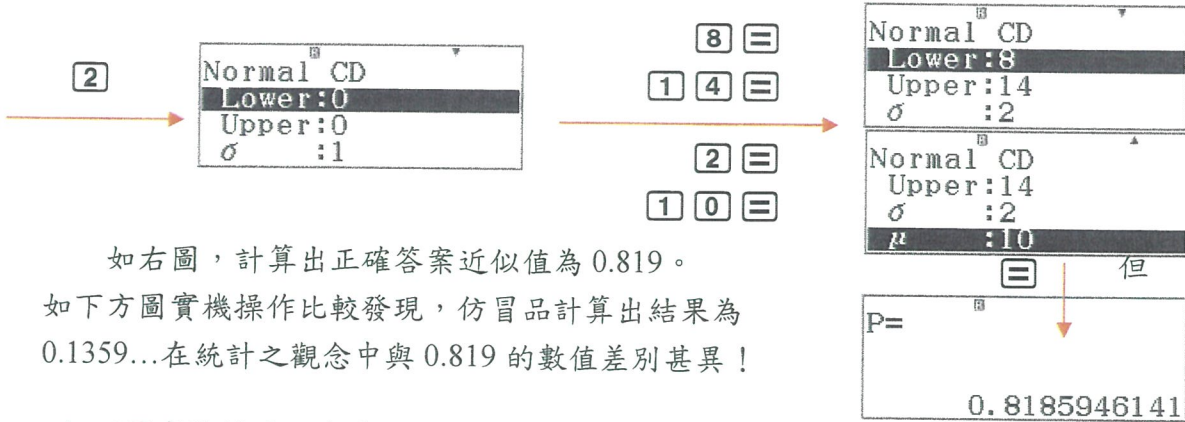 2
Normal CD
Lower:0
Upper:0
σ :1
8 =
1 4 =
2 =
1 0 =
Normal CD
Lower:8
Upper:14
σ :2
Normal CD
Upper:14
σ :2
μ :10
=
但
P=
0.8185946141
如右圖，計算出正確答案近似值為 0.819。
如下方圖實機操作比較發現，仿冒品計算出結果為
0.1359…在統計之觀念中與 0.819 的數值差別甚異！